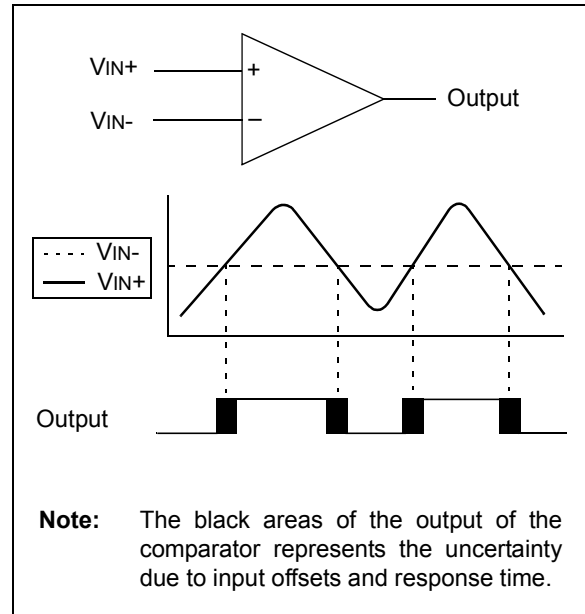 VIN+
+
Output
VIN-
–
VIN-
VIN+
Output
Note: The black areas of the output of the
comparator represents the uncertainty
due to input offsets and response time.